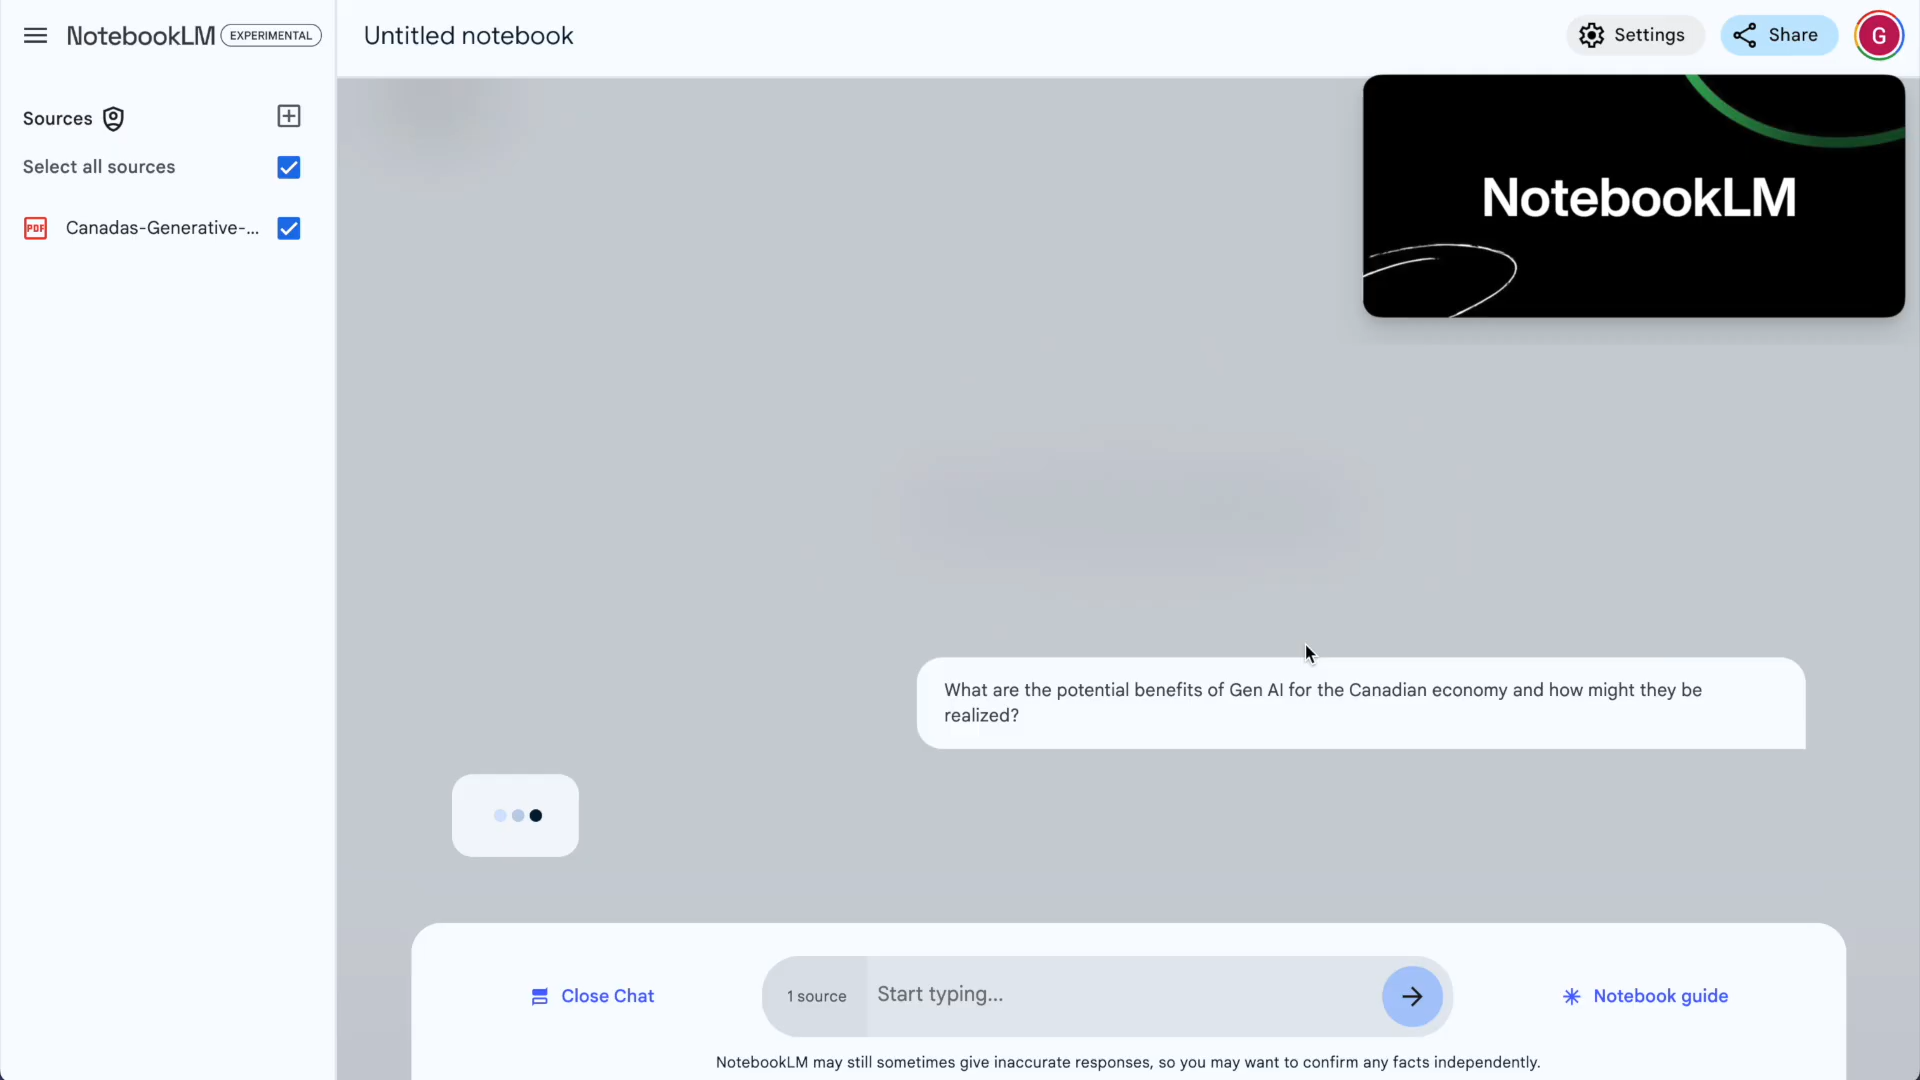 NotebookLM EXPERIMENTAL
Untitled notebook
Settings
Share
G
Sources
Select all sources
PDF Canadas-Generative-...
NotebookLM
What are the potential benefits of Gen AI for the Canadian economy and how might they be
realized?
Close Chat
1 source
Start typing...
Notebook guide
NotebookLM may still sometimes give inaccurate responses, so you may want to confirm any facts independently.